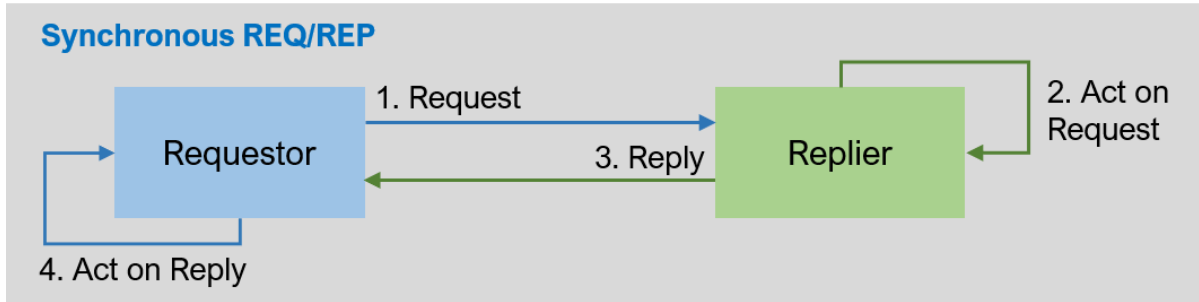 Synchronous REQ/REP
1. Request
2. Act on
Request
Requestor
3. Reply
Replier
4. Act on Reply